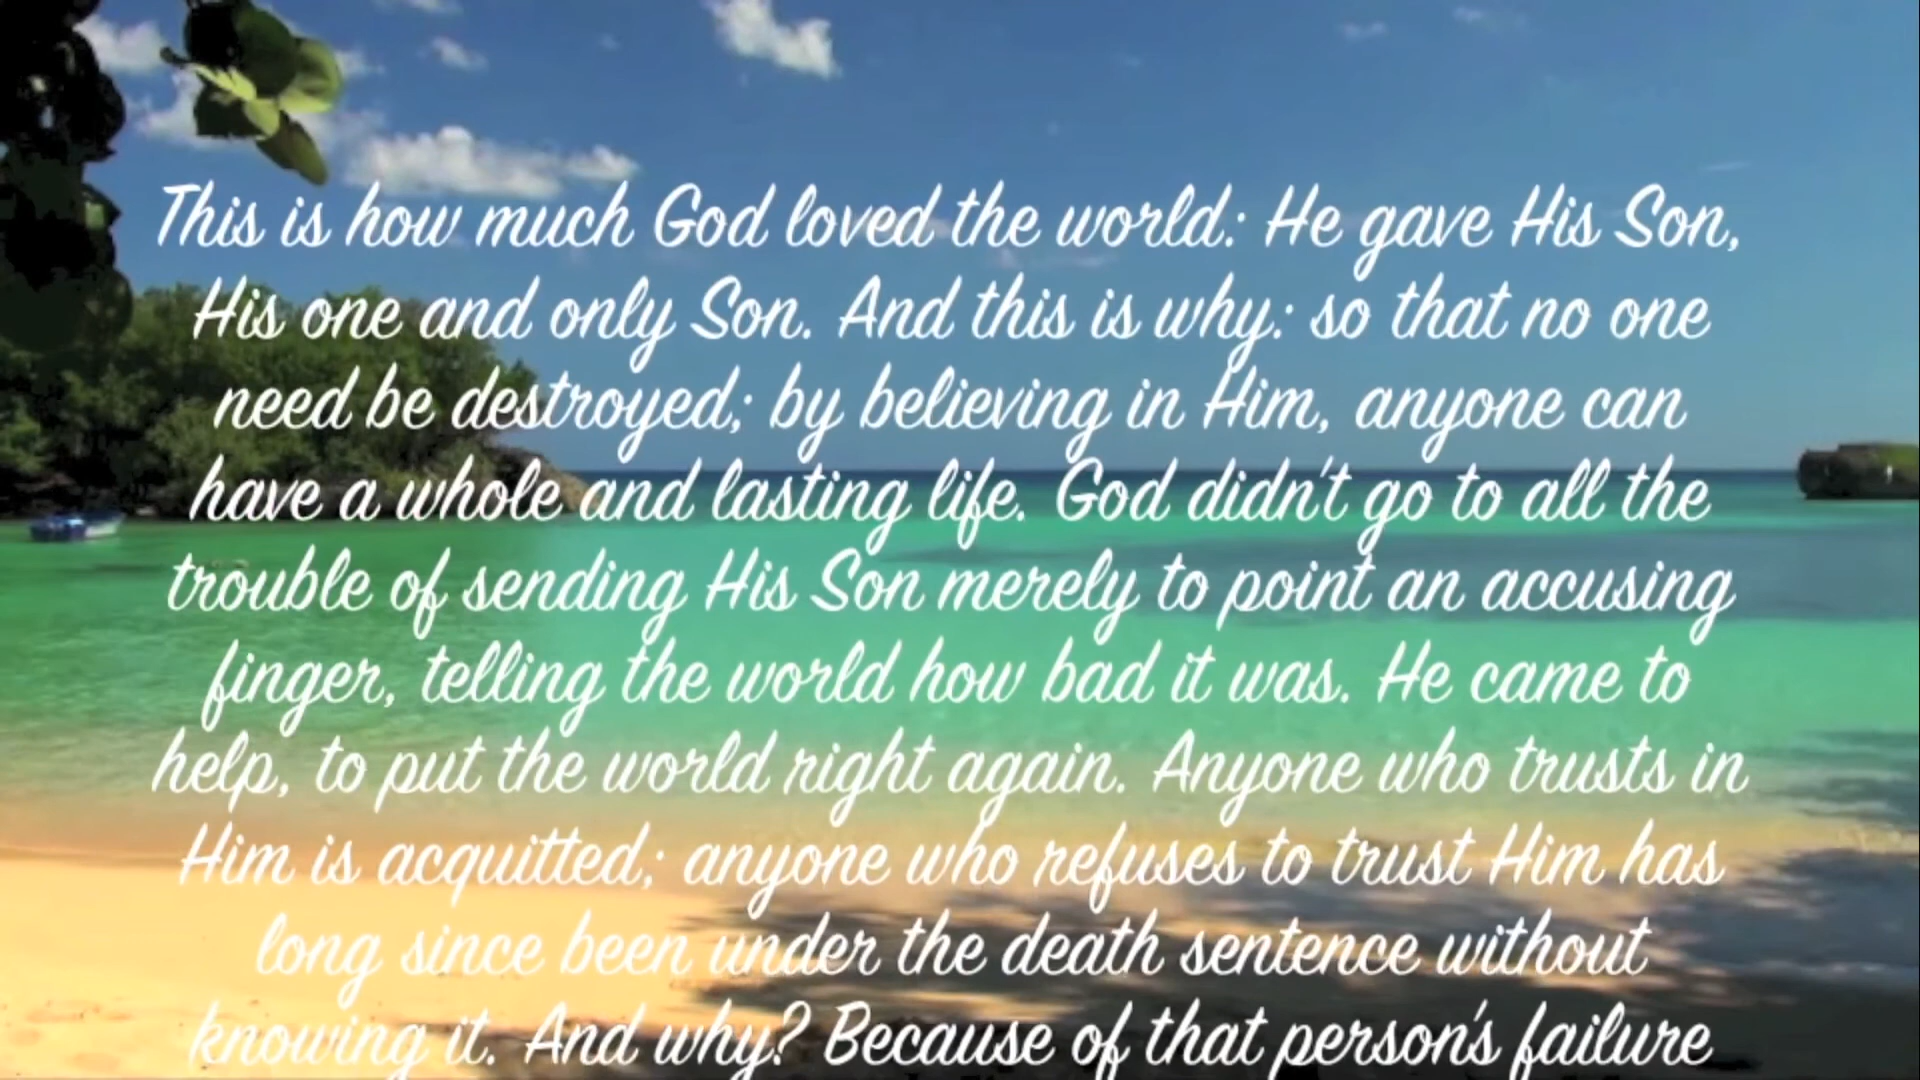 This is how much God loved the world: He gave His Son,
His one and only Son. And this is why: so that no one
need be destroyed; by believing in Him, anyone can
have a whole and lasting life. God didn't go to all the
trouble of sending His Son merely to point an accusing
finger, telling the world how bad it was. He came to
help, to put the world right again. Anyone who trusts in
Him is acquitted; anyone who refuses to trust Him has
long since been under the death sentence without
knowing it. And why? Because of that person's failure